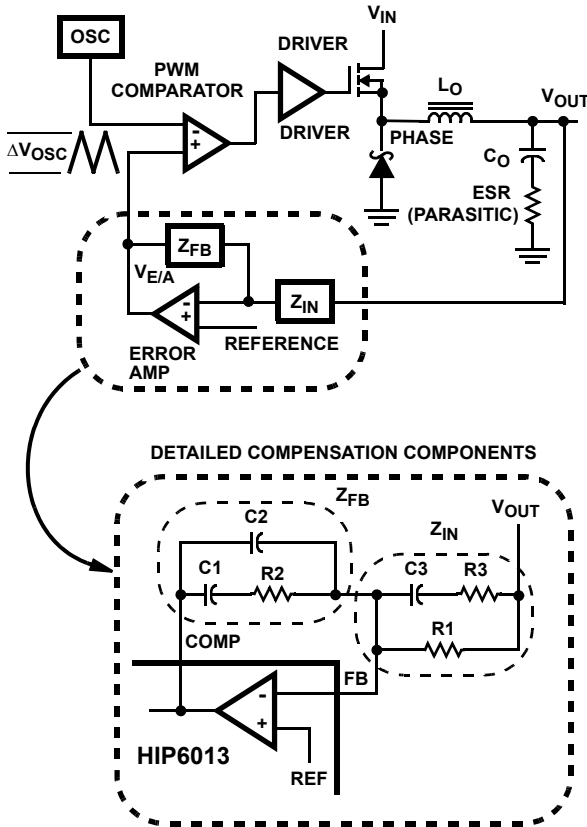 V_IN
OSC
DRIVER
PWM
COMPARATOR
L_O
V_OUT
-
+
DRIVER
PHASE
ΔV_OSC
C_O
ESR
(PARASITIC)
Z_FB
V_E/A
-
+
Z_IN
REFERENCE
ERROR
AMP
DETAILED COMPENSATION COMPONENTS
Z_FB
V_OUT
C2
Z_IN
C1
R2
C3
R3
R1
COMP
FB
-
+
HIP6013
REF